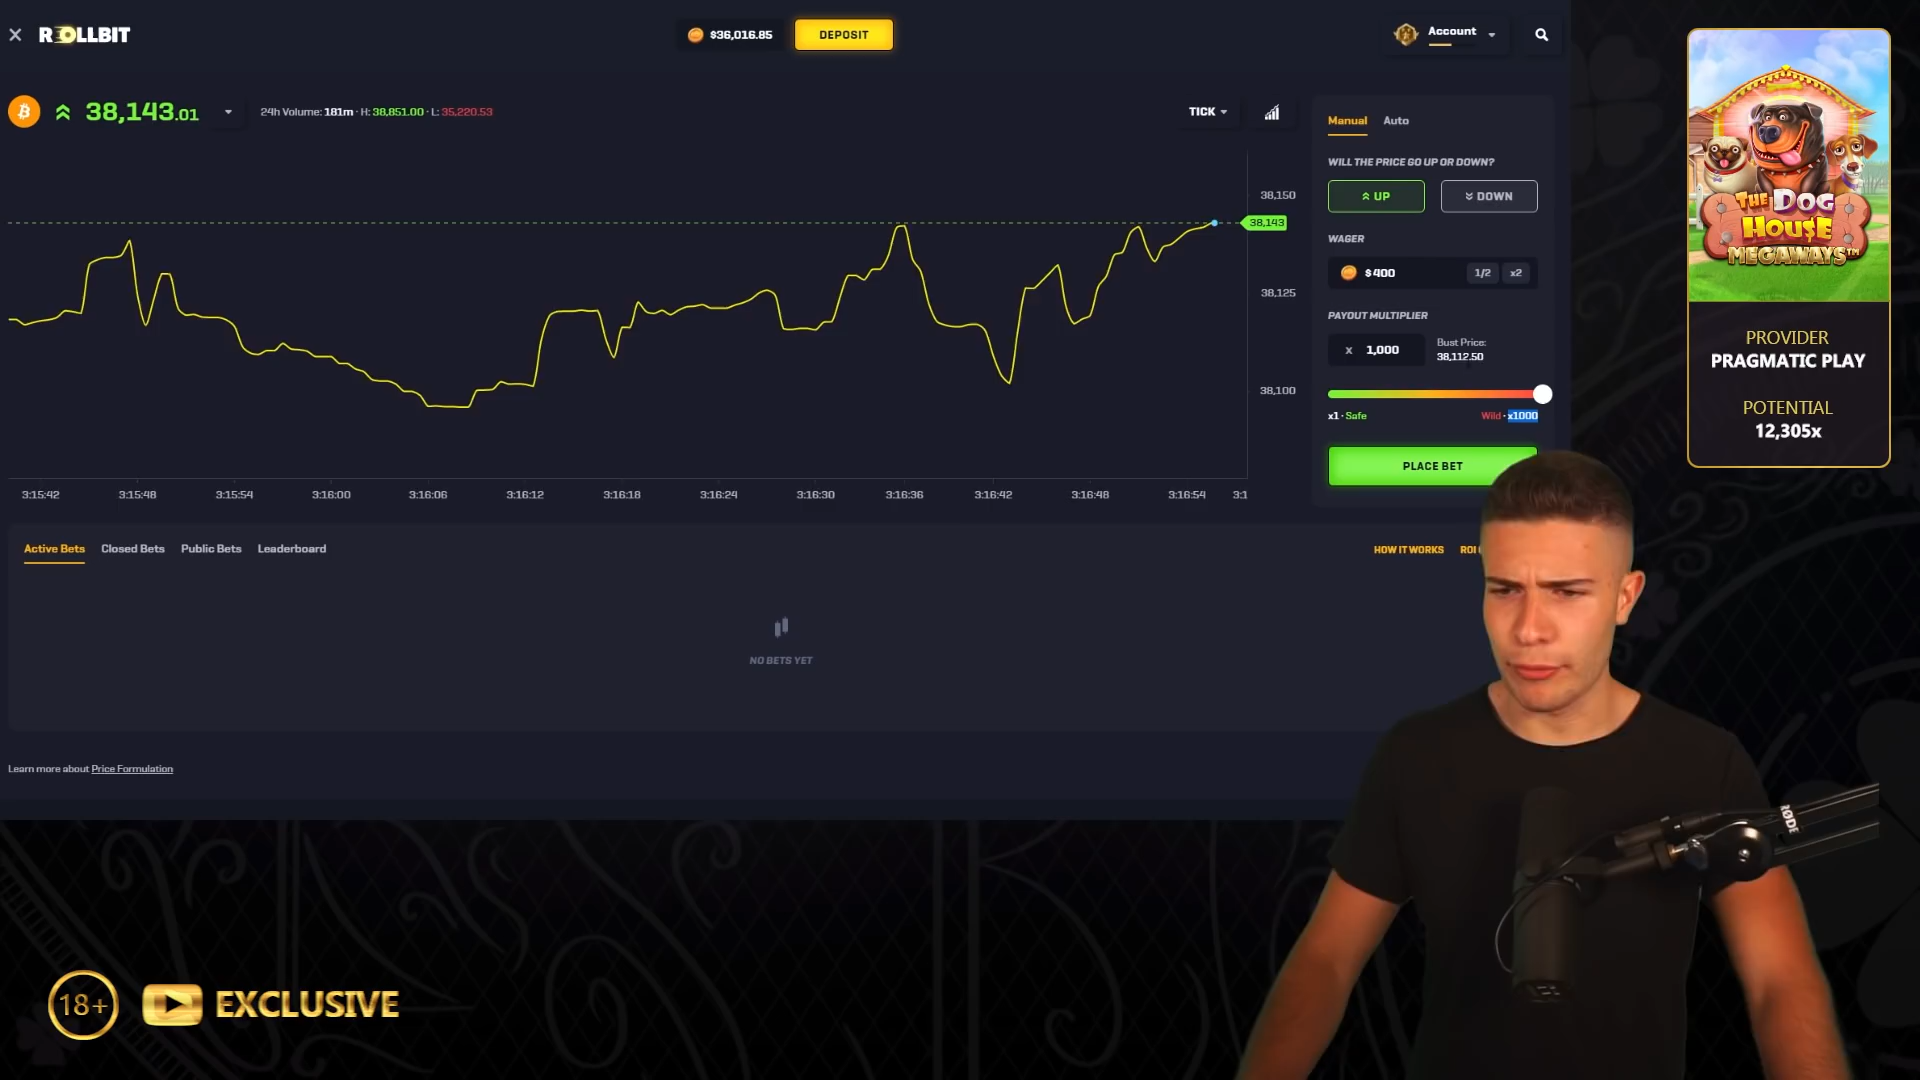 ROLLBIT
$36,016.85
DEPOSIT
Account
38,143.01
24h Volume: 181m · H: 38,851.00 · L: 35,220.53
TICK
38,150
38,143
38,125
38,100
3:15:42
3:15:48
3:15:54
3:16:00
3:16:06
3:16:12
3:16:18
3:16:24
3:16:30
3:16:36
3:16:42
3:16:48
3:16:54
3:1
Manual
Auto
WILL THE PRICE GO UP OR DOWN?
UP
DOWN
WAGER
$400
1/2
x2
PAYOUT MULTIPLIER
x 1,000
Bust Price:
38,112.50
x1 · Safe
Wild · x1000
PLACE BET
Active Bets
Closed Bets
Public Bets
Leaderboard
HOW IT WORKS
ROI
NO BETS YET
Learn more about Price Formulation
THE DOG
HOUSE
MEGAWAYS™
PROVIDER
PRAGMATIC PLAY
POTENTIAL
12,305x
RØDE
18+
EXCLUSIVE